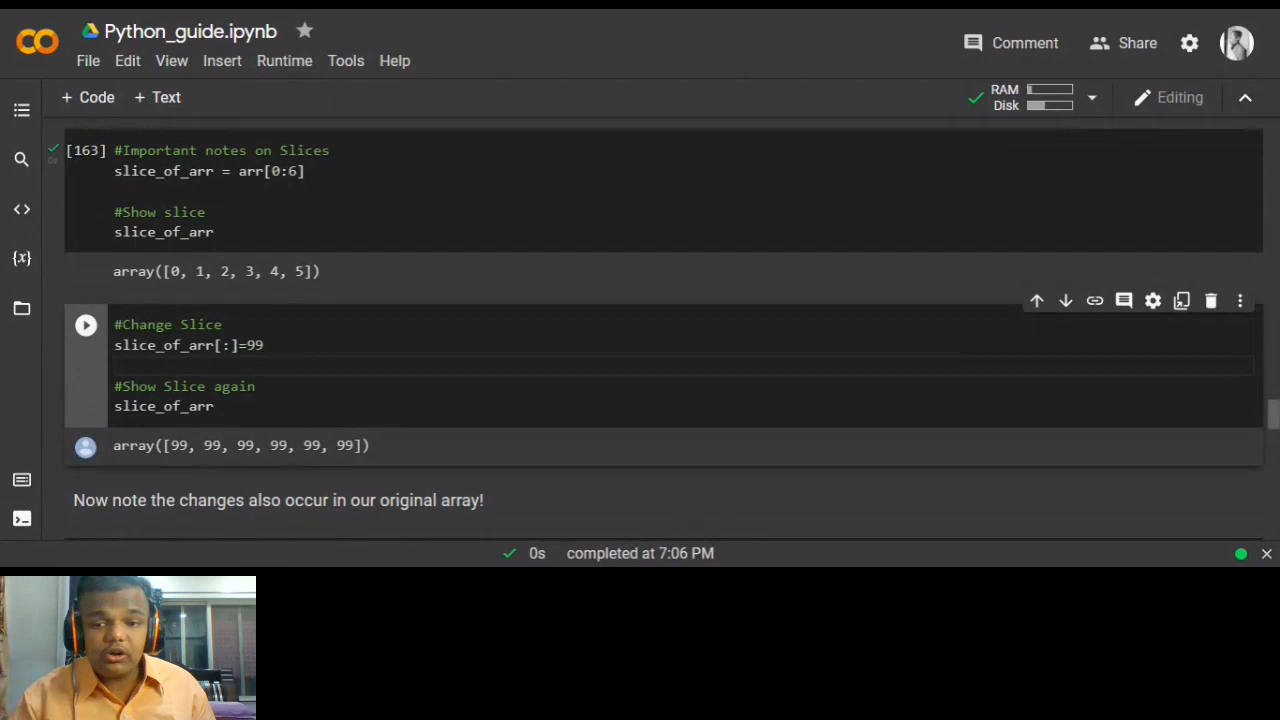 Python_guide.ipynb
File Edit View Insert Runtime Tools Help
Comment
Share
+ Code + Text
RAM
Disk
Editing
[163]
0s
#Important notes on Slices
slice_of_arr = arr[0:6]
#Show slice
slice_of_arr
array([0, 1, 2, 3, 4, 5])
#Change Slice
slice_of_arr[:]=99
#Show Slice again
slice_of_arr
array([99, 99, 99, 99, 99, 99])
Now note the changes also occur in our original array!
0s completed at 7:06 PM